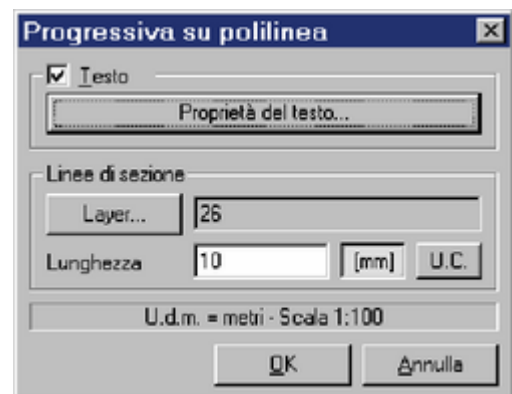 Progressiva su polilinea
Testo
Proprietà del testo...
Linee di sezione
Layer... 26
Lunghezza 10 [mm] U.C.
U.d.m. = metri - Scala 1:100
OK Annulla